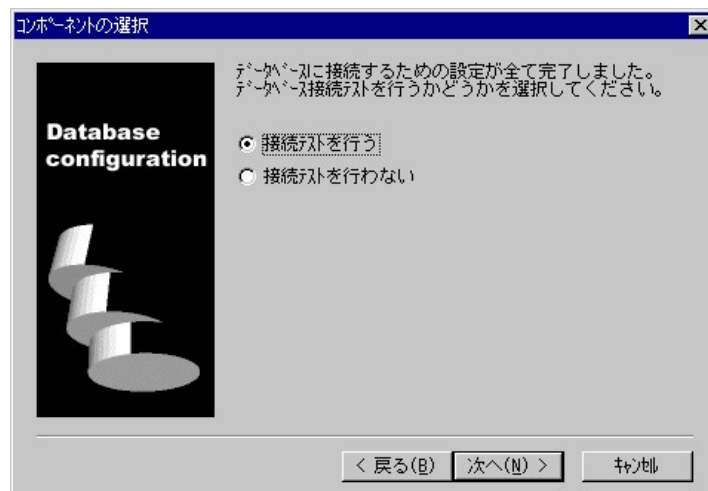 コンポーネントの選択
データベースに接続するための設定が全て完了しました。
データベース接続テストを行うかどうかを選択してください。
Database
configuration
接続テストを行う
接続テストを行わない
< 戻る(B)
次へ(N) >
キャンセル